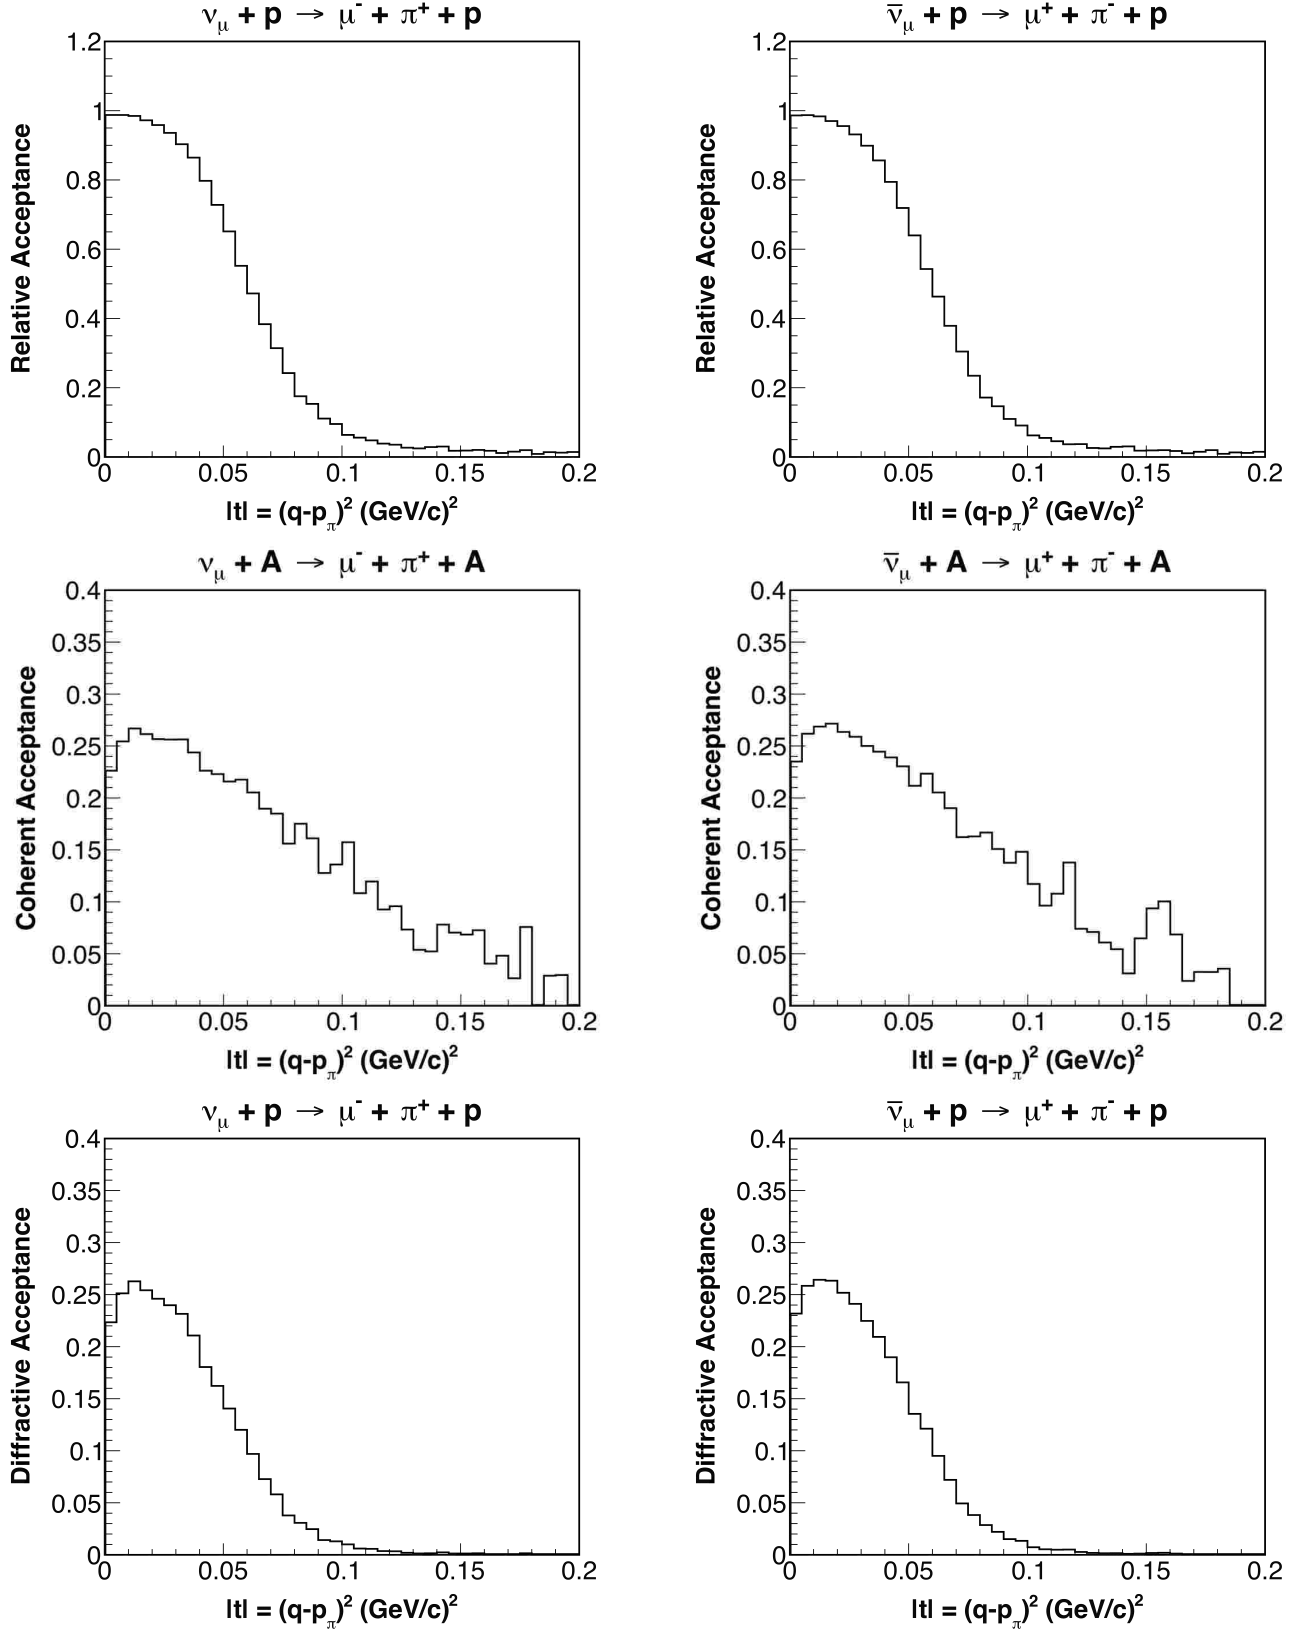 νμ + p → μ- + π+ + p
1.2
1
0.8
0.6
0.4
0.2
0
Relative Acceptance
0 0.05 0.1 0.15 0.2
|t| = (q-pπ)2 (GeV/c)2
ν̅μ + p → μ+ + π- + p
1.2
1
0.8
0.6
0.4
0.2
0
Relative Acceptance
0 0.05 0.1 0.15 0.2
|t| = (q-pπ)2 (GeV/c)2
νμ + A → μ- + π+ + A
0.4
0.35
0.3
0.25
0.2
0.15
0.1
0.05
0
Coherent Acceptance
0 0.05 0.1 0.15 0.2
|t| = (q-pπ)2 (GeV/c)2
ν̅μ + A → μ+ + π- + A
0.4
0.35
0.3
0.25
0.2
0.15
0.1
0.05
0
Coherent Acceptance
0 0.05 0.1 0.15 0.2
|t| = (q-pπ)2 (GeV/c)2
νμ + p → μ- + π+ + p
0.4
0.35
0.3
0.25
0.2
0.15
0.1
0.05
0
Diffractive Acceptance
0 0.05 0.1 0.15 0.2
|t| = (q-pπ)2 (GeV/c)2
ν̅μ + p → μ+ + π- + p
0.4
0.35
0.3
0.25
0.2
0.15
0.1
0.05
0
Diffractive Acceptance
0 0.05 0.1 0.15 0.2
|t| = (q-pπ)2 (GeV/c)2